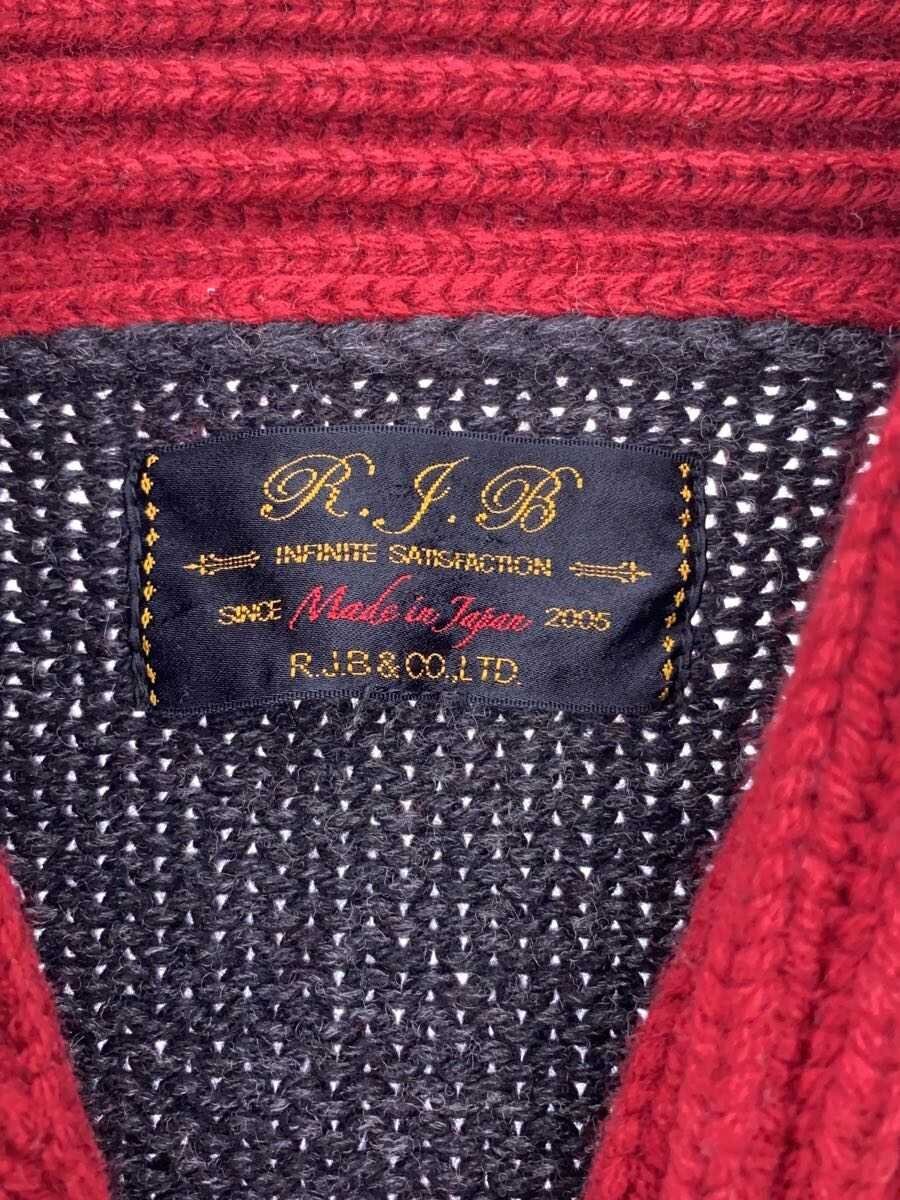 R.J.B
INFINITE SATISFACTION
SINCE Made in Japan 2005
R.J.B & CO.,LTD.